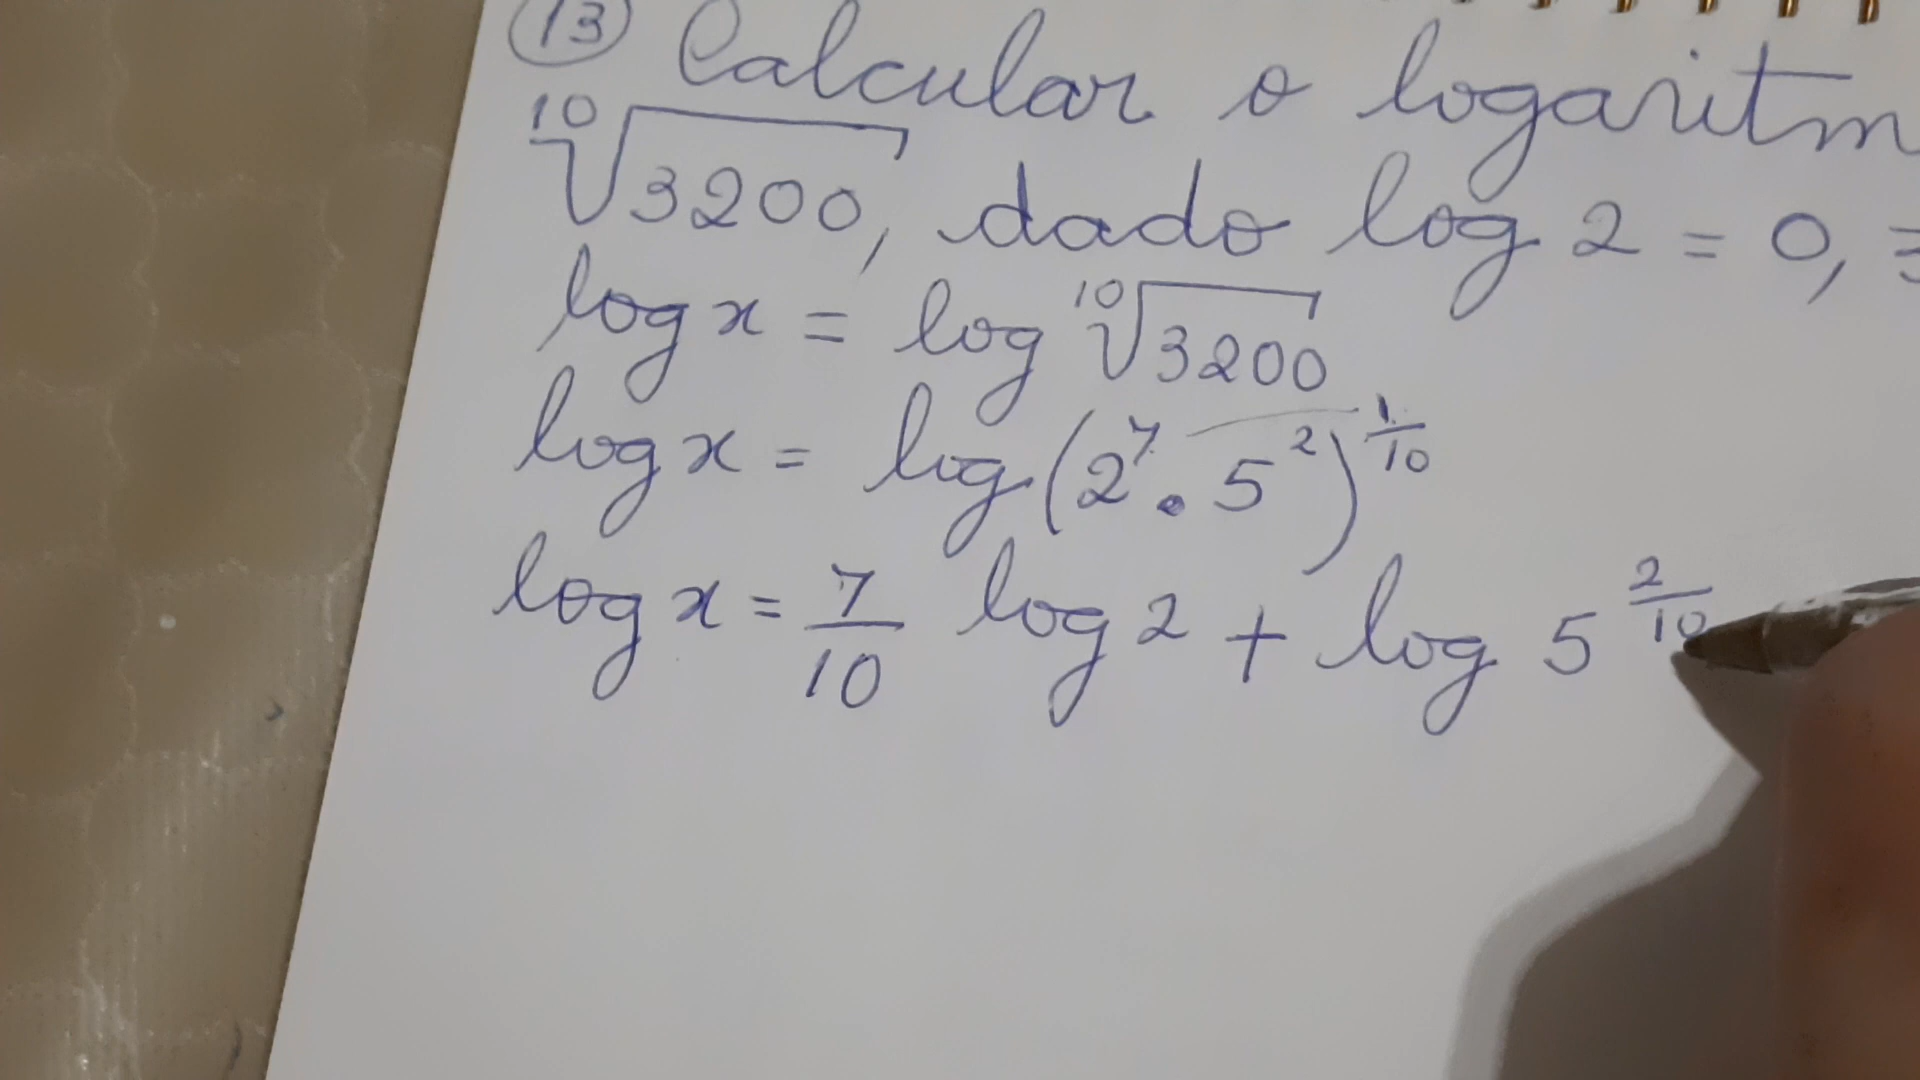 13 Calcular o logaritm
¹⁰√3200, dado log 2 = 0,3
log x = log ¹⁰√3200
log x = log (2⁷ . 5²)^(1/10)
log x = 7/10 log 2 + log 5^(2/10)